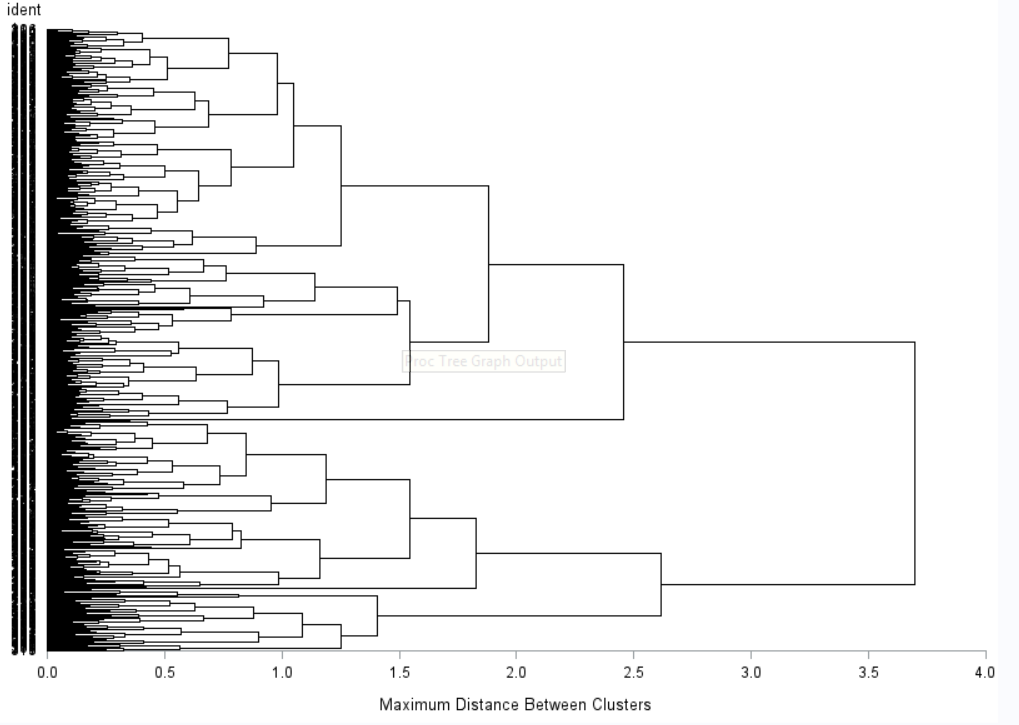 ident
Proc Tree Graph Output
0.0 0.5 1.0 1.5 2.0 2.5 3.0 3.5 4.0
Maximum Distance Between Clusters